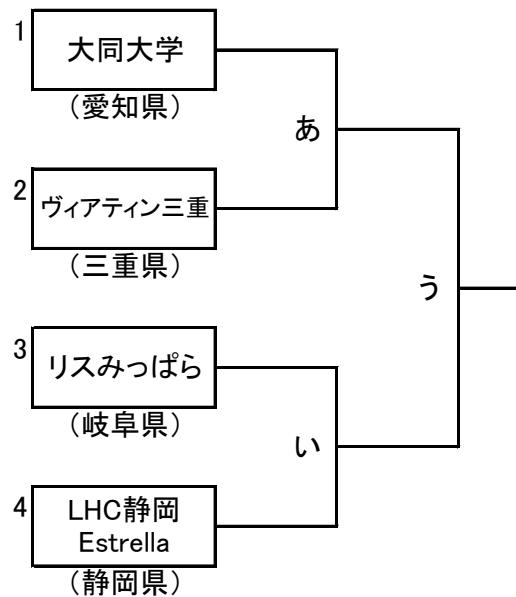 1
大同大学
(愛知県)
あ
2
ヴィアティン三重
(三重県)
う
3
リスみっぱら
(岐阜県)
い
4
LHC静岡
Estrella
(静岡県)